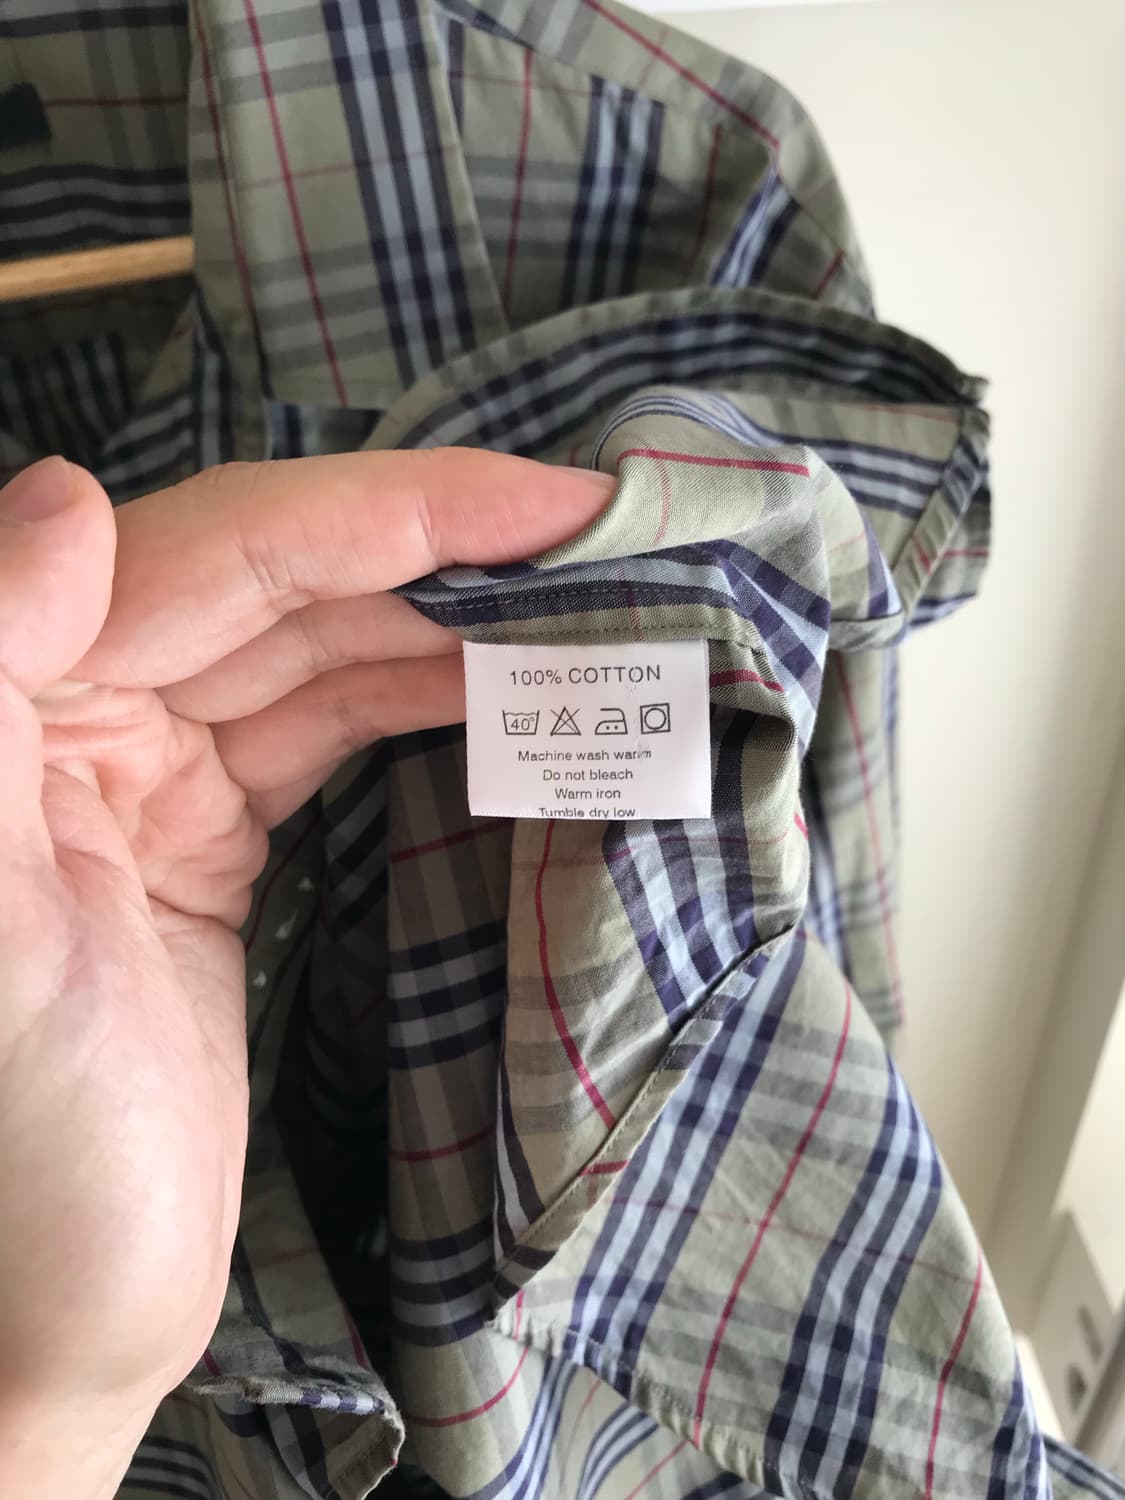 100% COTTON
40°
Machine wash warm
Do not bleach
Warm iron
Tumble dry low